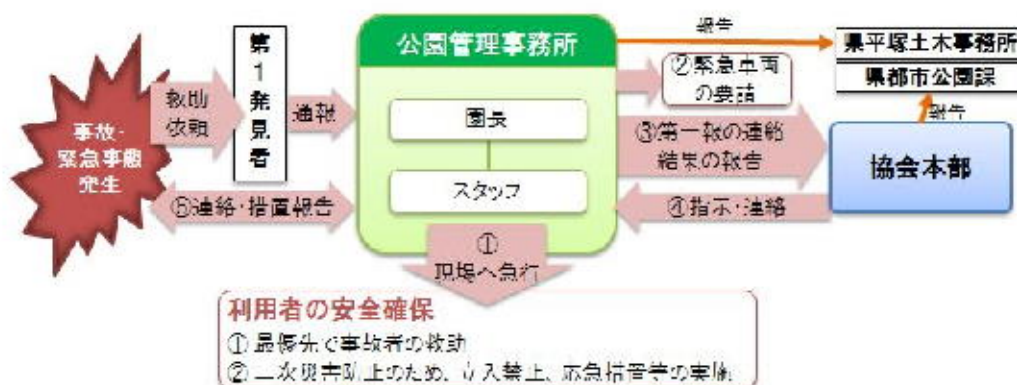 事故・
緊急事態
発生
救助
依頼
第1発見者
通報
公園管理事務所
園長
スタッフ
報告
県平塚土木事務所
県都市公園課
②緊急車両
の要請
報告
③第一報の連絡
結果の報告
協会本部
④指示・連絡
⑤連絡・措置報告
①
現場へ急行
利用者の安全確保
① 最優先で事故者の救助
② 二次災害防止のため、立入禁止、応急措置等の実施